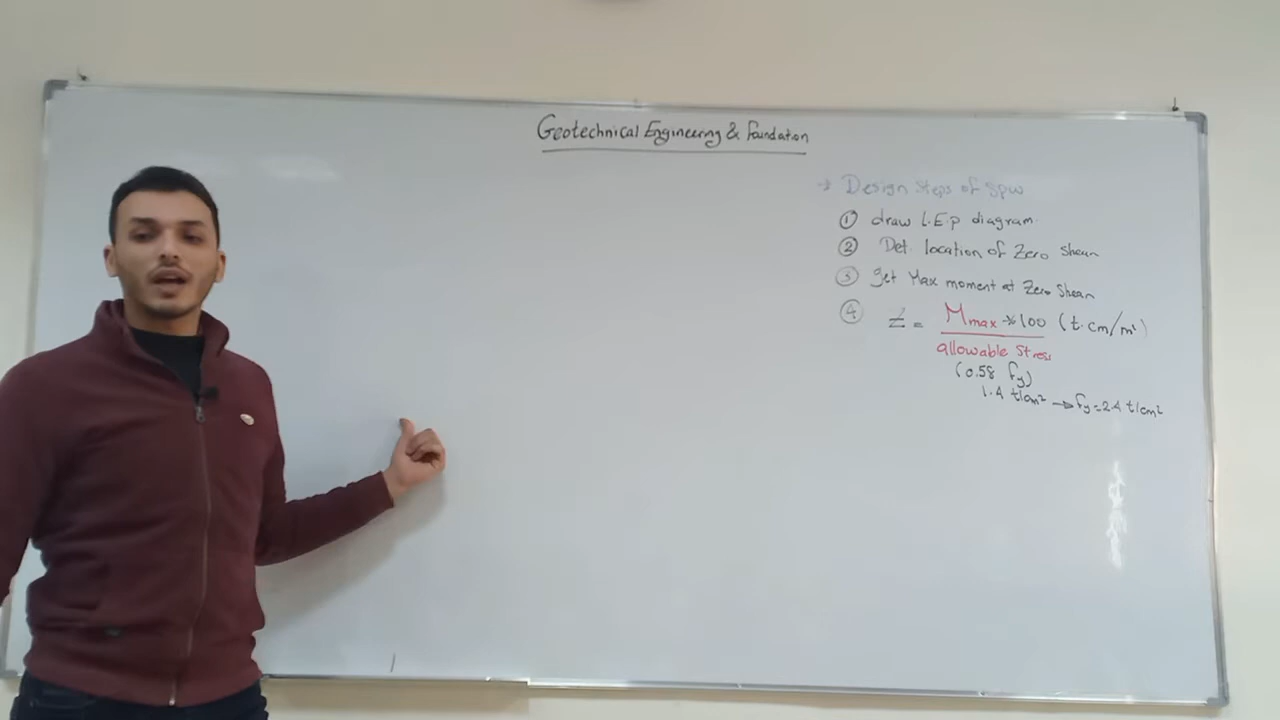 Geotechnical Engineering & Foundation
→ Design Steps of Spw
① draw L.E.p diagram
② Det. location of Zero Shear
③ get Max moment at Zero Shear
④ Z = Mmax * 100 (t.cm/m')
allowable Stress
(0.58 fy)
1.4 t/cm² → fy = 2.4 t/cm²